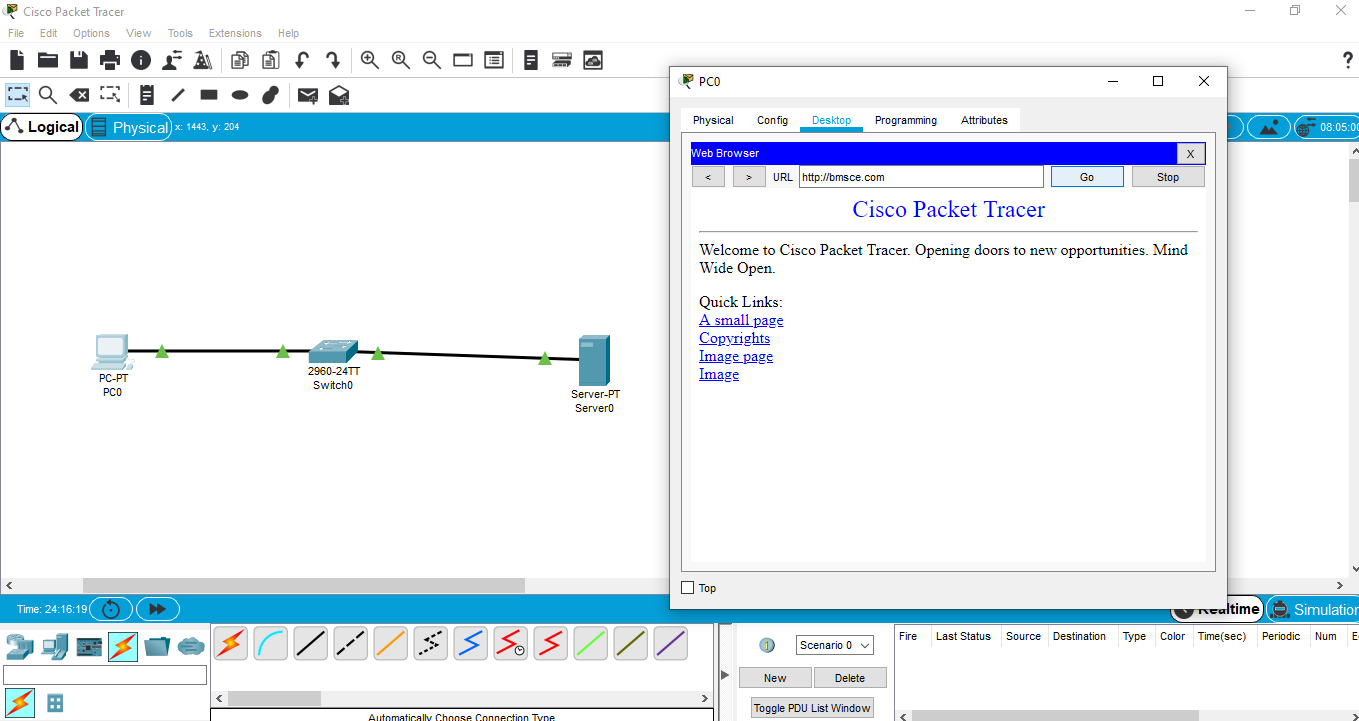 Cisco Packet Tracer
File Edit Options View Tools Extensions Help
?
R
PC0
Physical Config Desktop Programming Attributes
Logical Physical x: 1443, y: 204
08:05:00
Web Browser X
< > URL http://bmsce.com Go Stop
Cisco Packet Tracer
Welcome to Cisco Packet Tracer. Opening doors to new opportunities. Mind
Wide Open.
Quick Links:
A small page
Copyrights
Image page
Image
PC-PT
PC0
2960-24TT
Switch0
Server-PT
Server0
Top
Time: 24:16:19
Realtime Simulation
Scenario 0
Fire Last Status Source Destination Type Color Time(sec) Periodic Num
New Delete
Toggle PDU List Window
Automatically Choose Connection Type